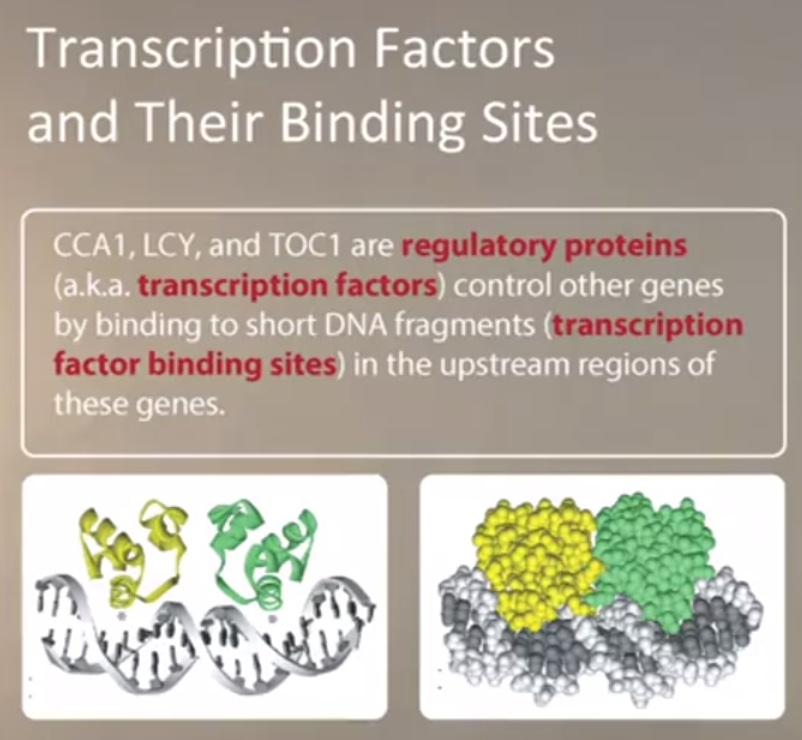 Transcription Factors
and Their Binding Sites
CCA1, LCY, and TOC1 are regulatory proteins
(a.k.a. transcription factors) control other genes
by binding to short DNA fragments (transcription
factor binding sites) in the upstream regions of
these genes.